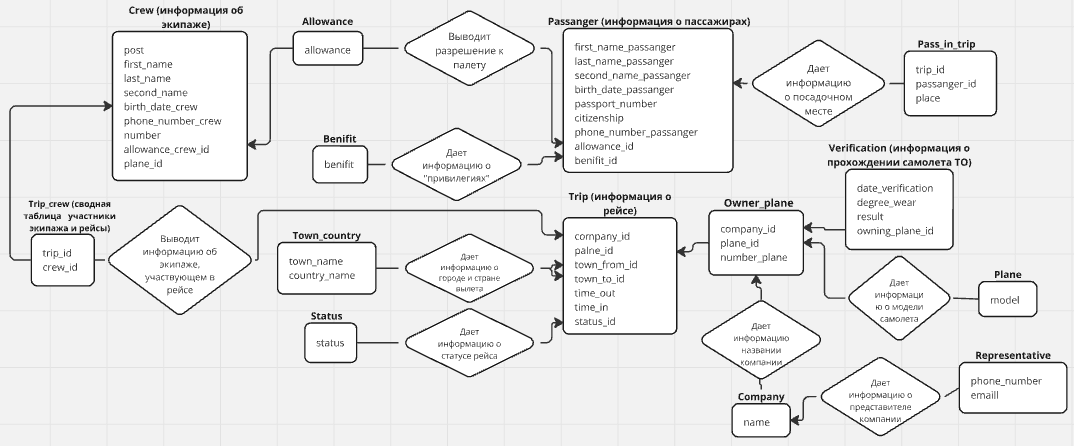 Crew (информация об
экипаже)
post
first_name
last_name
second_name
birth_date_crew
phone_number_crew
number
allowance_crew_id
plane_id
Allowance
allowance
Выводит
разрешение к
палету
Passanger (информация о пассажирах)
first_name_passanger
last_name_passanger
second_name_passanger
birth_date_passanger
passport_number
citizenship
phone_number_passanger
allowance_id
benifit_id
Дает
информацию
о посадочном
месте
Pass_in_trip
trip_id
passanger_id
place
Benifit
benifit
Дает
информацию о
"привилегиях"
Verification (информация о
прохождении самолета ТО)
date_verification
degree_wear
result
owning_plane_id
Trip_crew (сводная
таблица участники
экипажа и рейсы)
trip_id
crew_id
Выводит
информацию об
экипаже,
участвующем в
рейсе
Town_country
town_name
country_name
Дает
информацию о
городе и стране
вылета
Trip (информация о
рейсе)
company_id
palne_id
town_from_id
town_to_id
time_out
time_in
status_id
Owner_plane
company_id
plane_id
number_plane
Дает
информаци
ю о модели
самолета
Plane
model
Status
status
Дает
информацию о
статусе рейса
Дает
информацию
названии
компании
Company
name
Дает
информацию о
представителе
компании
Representative
phone_number
emaill